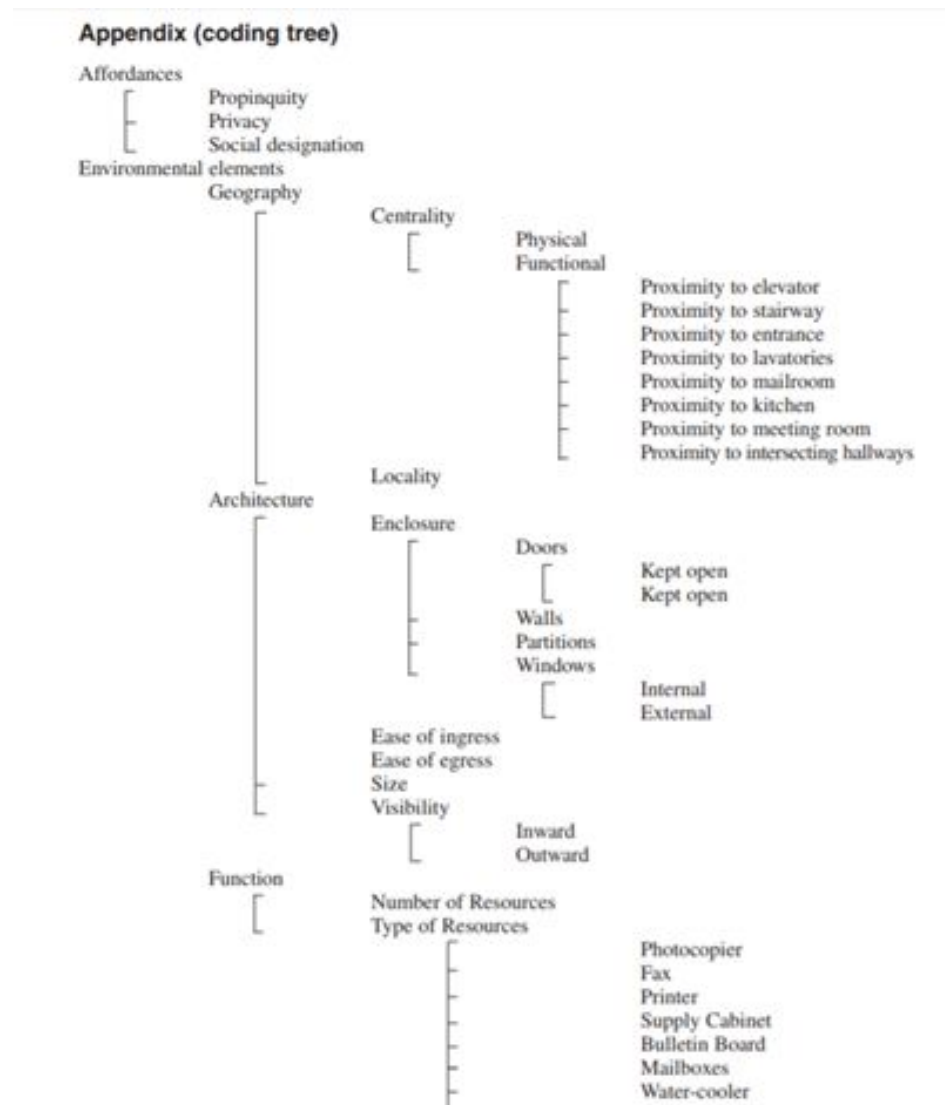 Appendix (coding tree)
Affordances
Propinquity
Privacy
Social designation
Environmental elements
Geography
Centrality
Physical
Functional
Proximity to elevator
Proximity to stairway
Proximity to entrance
Proximity to lavatories
Proximity to mailroom
Proximity to kitchen
Proximity to meeting room
Proximity to intersecting hallways
Locality
Architecture
Enclosure
Doors
Kept open
Kept open
Walls
Partitions
Windows
Internal
External
Ease of ingress
Ease of egress
Size
Visibility
Inward
Outward
Function
Number of Resources
Type of Resources
Photocopier
Fax
Printer
Supply Cabinet
Bulletin Board
Mailboxes
Water-cooler